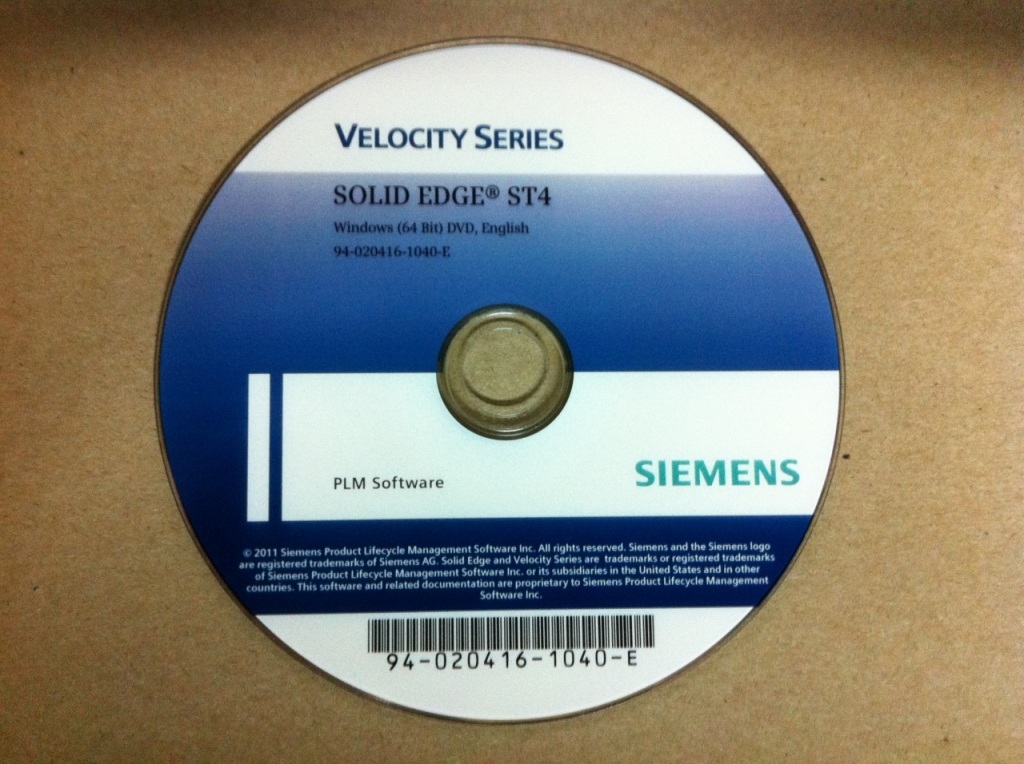 VELOCITY SERIES
SOLID EDGE® ST4
Windows (64 Bit) DVD, English
94-020416-1040-E
PLM Software
SIEMENS
© 2011 Siemens Product Lifecycle Management Software Inc. All rights reserved. Siemens and the Siemens logo
are registered trademarks of Siemens AG. Solid Edge and Velocity Series are trademarks or registered trademarks
of Siemens Product Lifecycle Management Software Inc. or its subsidiaries in the United States and in other
countries. This software and related documentation are proprietary to Siemens Product Lifecycle Management
Software Inc.
94-020416-1040-E